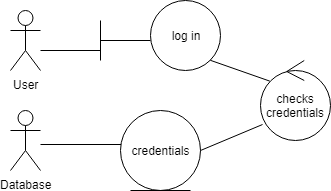 log in
User
checks
credentials
credentials
Database